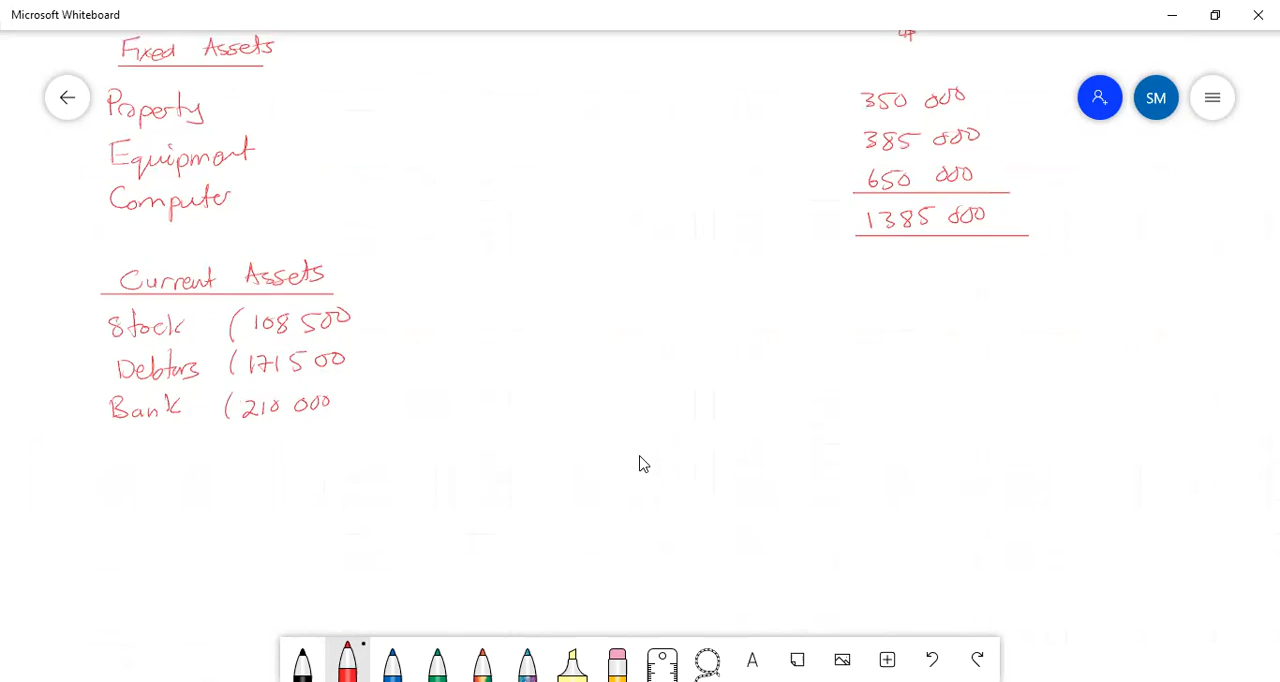 Microsoft Whiteboard
Fixed Assets
Property 350 000
Equipment 385 000
Computer 650 000
1385 000
SM
Current Assets
Stock (108 500
Debtors (171 500
Bank (210 000
A